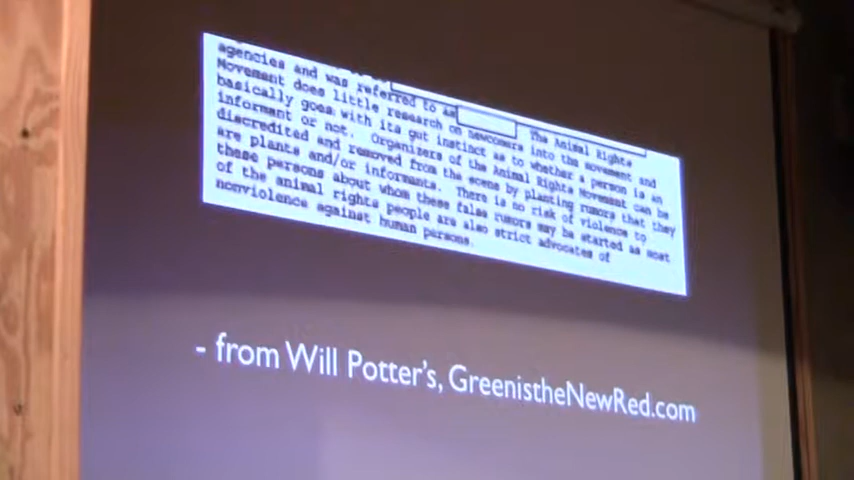 agencies and was referred to as The Animal Rights
Movement does little research on newcomers into the movement and
basically goes with its gut instinct as to whether a person is an
informant or not. Organizers of the Animal Rights Movement can be
discredited and removed from the scene by planting rumors that they
are plants and/or informants. There is no risk of violence to
these persons about whom these false rumors may be started as most
of the animal rights people are also strict advocates of
nonviolence against human persons.
- from Will Potter's, GreenistheNewRed.com